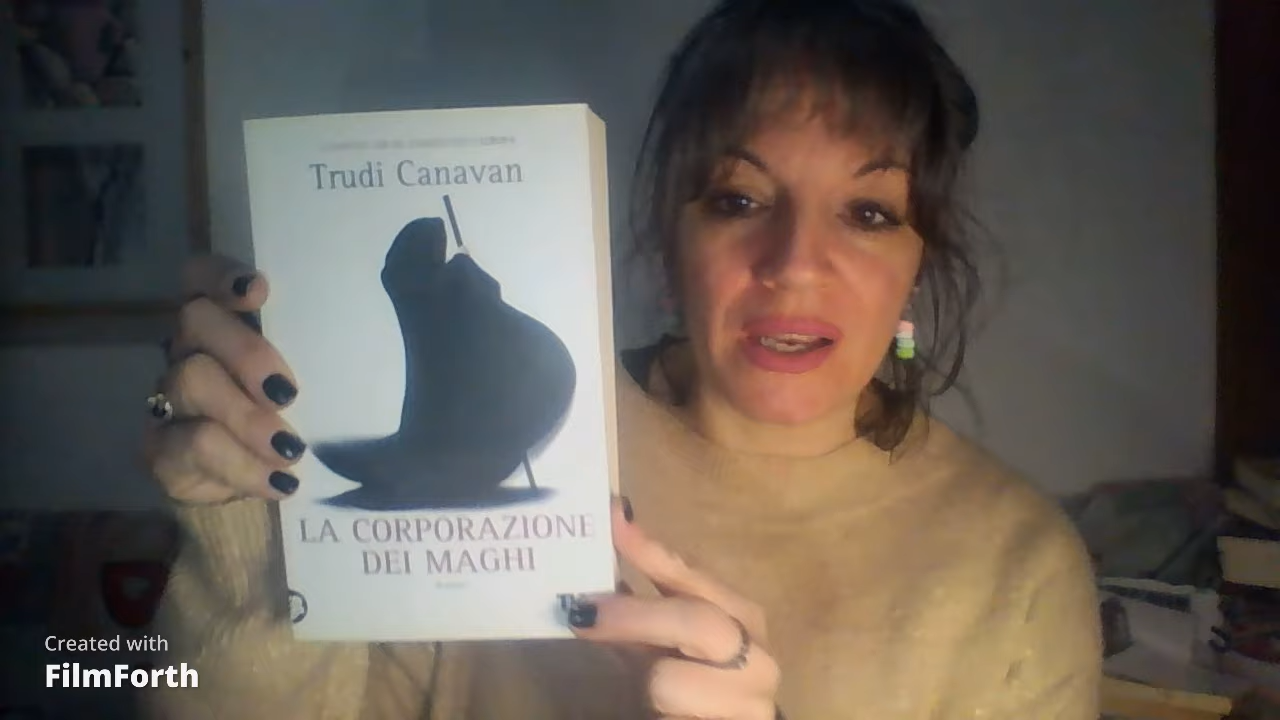 Trudi Canavan
LA CORPORAZIONE
DEI MAGHI
Created with
FilmForth